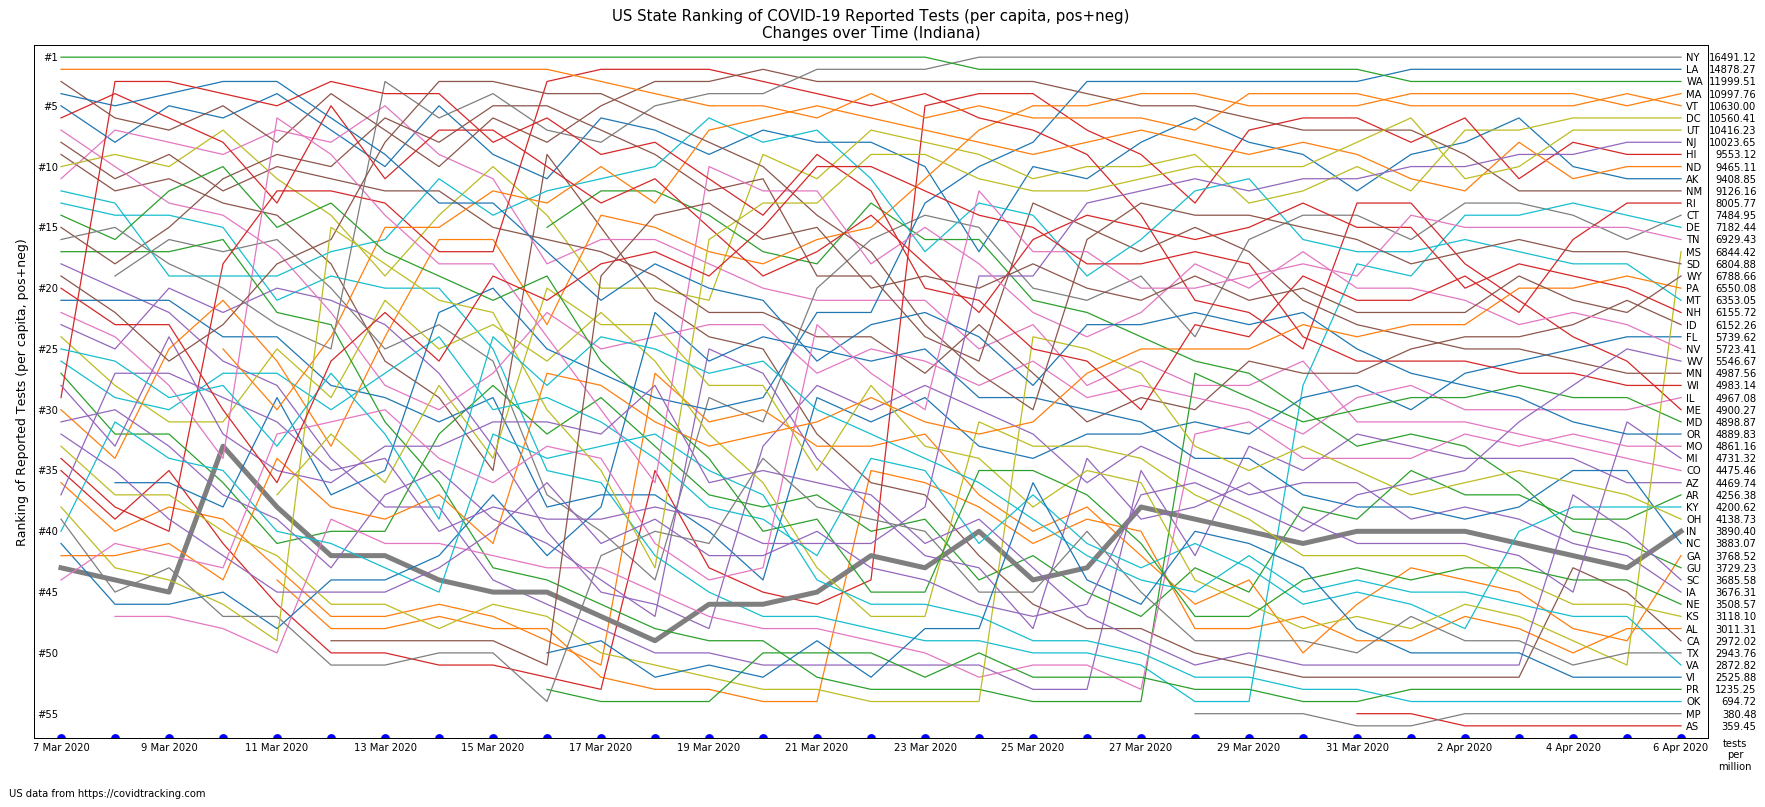 US State Ranking of COVID-19 Reported Tests (per capita, pos+neg)
Changes over Time (Indiana)
Ranking of Reported Tests (per capita, pos+neg)
#1
#5
#10
#15
#20
#25
#30
#35
#40
#45
#50
#55
NY 16491.12
LA 14878.27
WA 11999.51
MA 10997.76
VT 10630.00
DC 10560.41
UT 10416.23
NJ 10023.65
HI 9553.12
ND 9465.11
AK 9408.85
NM 9126.16
RI 8005.77
CT 7484.95
DE 7182.44
TN 6929.43
MS 6844.42
SD 6804.88
WY 6788.66
PA 6550.08
MT 6353.05
NH 6155.72
ID 6152.26
FL 5739.62
NV 5723.41
WV 5546.67
MN 4987.56
WI 4983.14
IL 4967.08
ME 4900.27
MD 4898.87
OR 4889.83
MO 4861.16
MI 4731.32
CO 4475.46
AZ 4469.74
AR 4256.38
KY 4200.62
OH 4138.73
IN 3890.40
NC 3883.07
GA 3768.52
GU 3729.23
SC 3685.58
IA 3676.31
NE 3508.57
KS 3118.10
AL 3011.31
CA 2972.02
TX 2943.76
VA 2872.82
VI 2525.88
PR 1235.25
OK 694.72
MP 380.48
AS 359.45
7 Mar 2020 9 Mar 2020 11 Mar 2020 13 Mar 2020 15 Mar 2020 17 Mar 2020 19 Mar 2020 21 Mar 2020 23 Mar 2020 25 Mar 2020 27 Mar 2020 29 Mar 2020 31 Mar 2020 2 Apr 2020 4 Apr 2020 6 Apr 2020
tests
per
million
US data from https://covidtracking.com